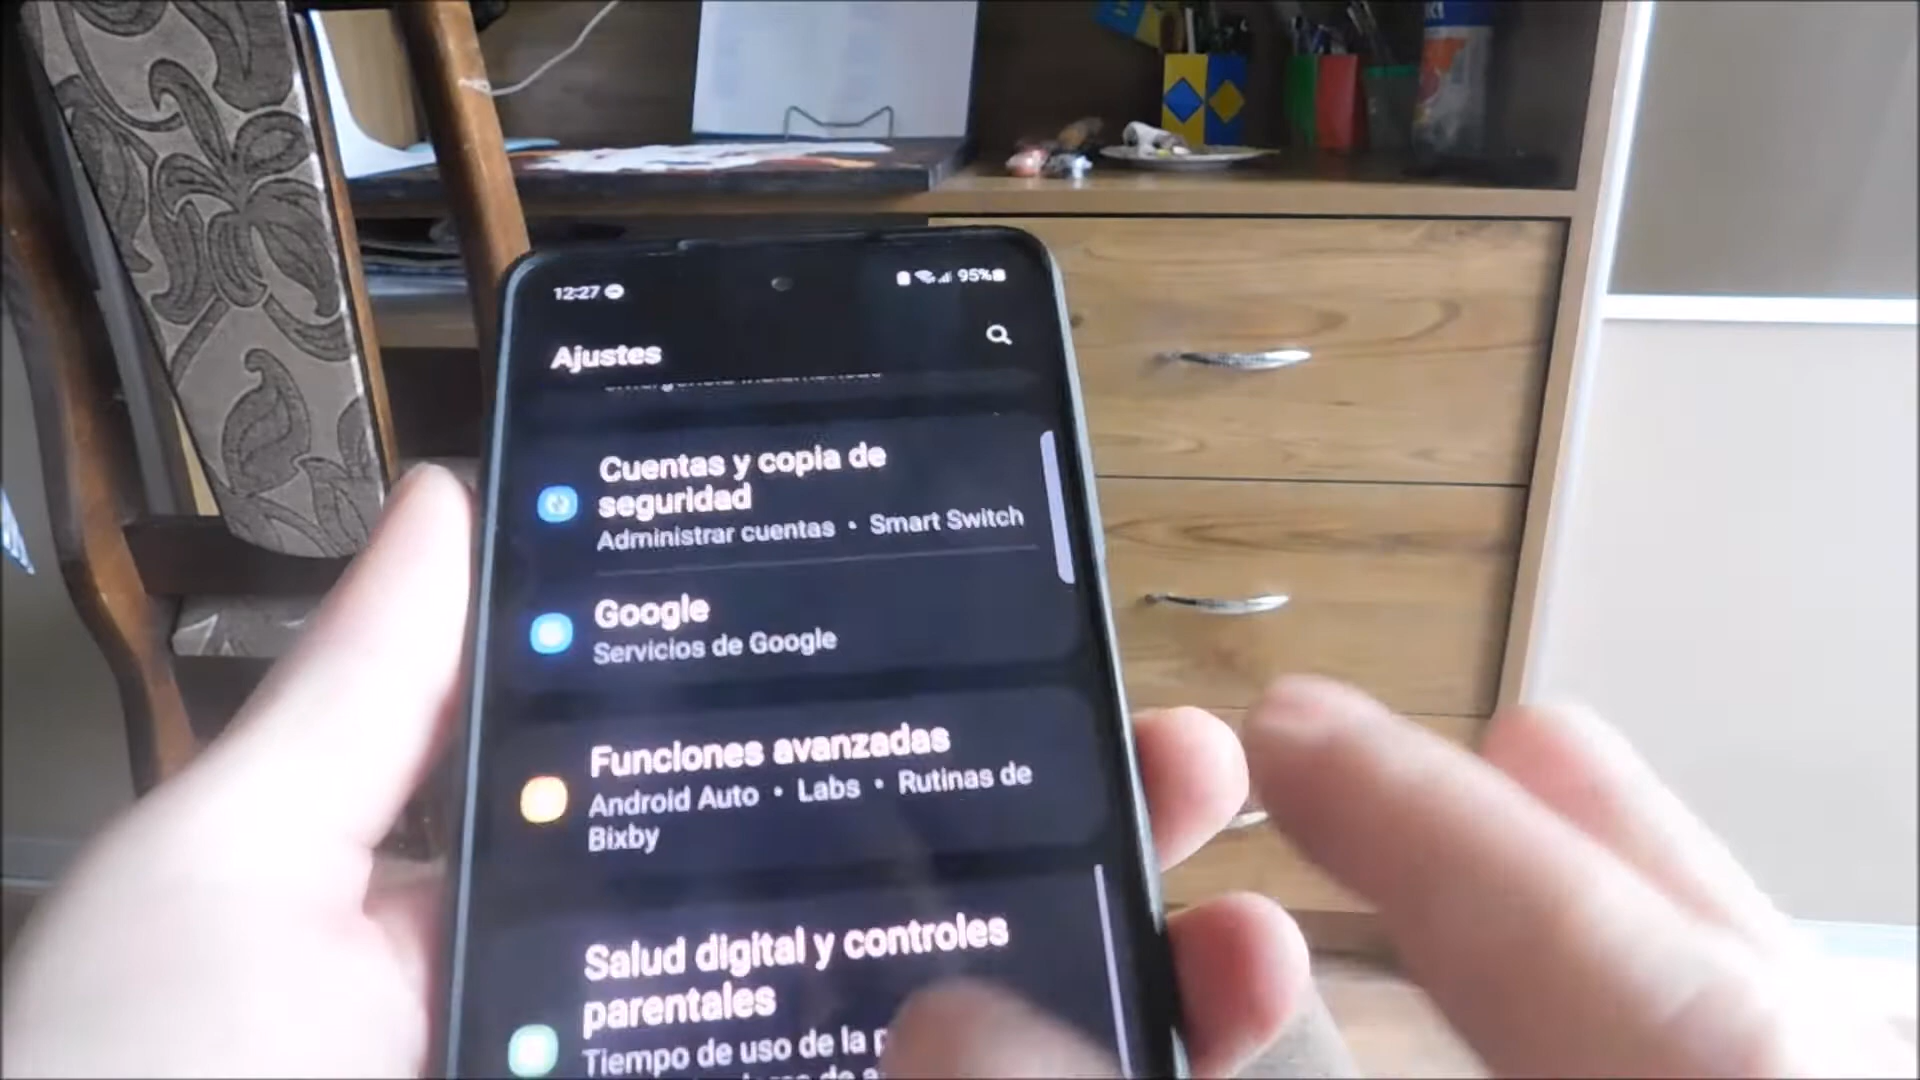 12:27
95%
Ajustes
Cuentas y copia de
seguridad
Administrar cuentas • Smart Switch
Google
Servicios de Google
Funciones avanzadas
Android Auto • Labs • Rutinas de
Bixby
Salud digital y controles
parentales
Tiempo de uso de la